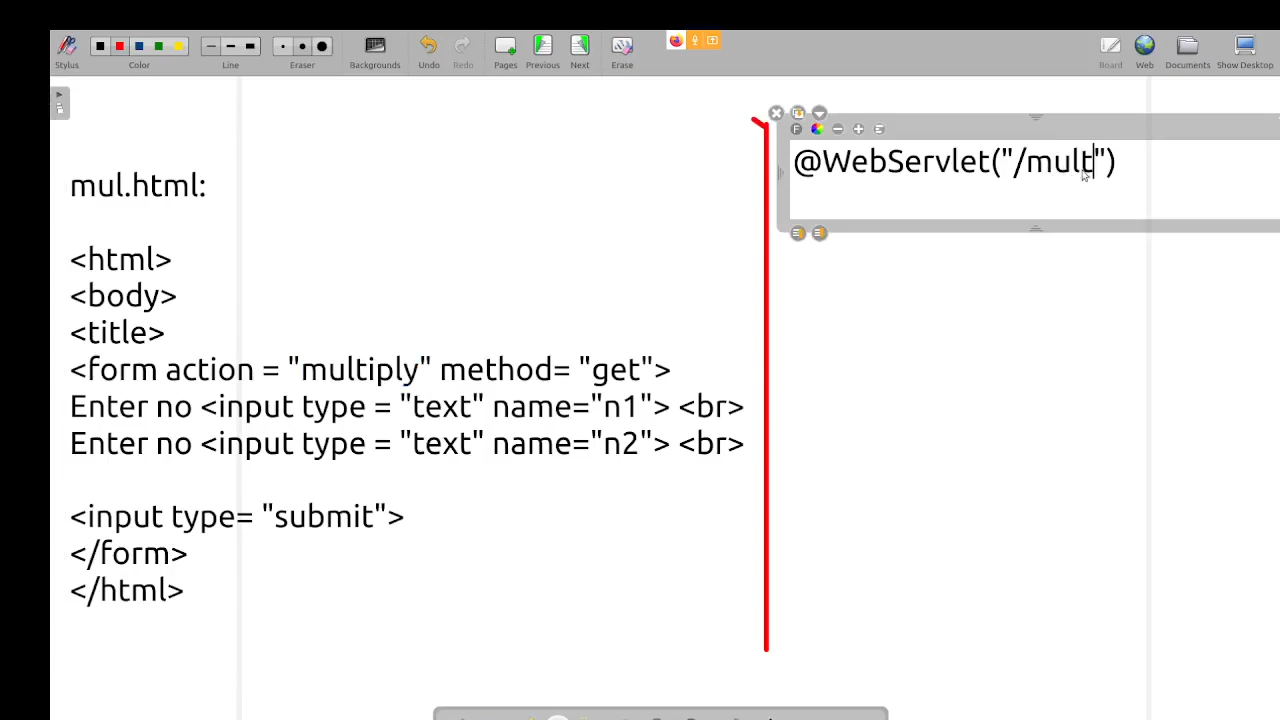 Stylus
Color
Line
Eraser
Backgrounds
Undo
Redo
Pages
Previous
Next
Erase
Board
Web
Documents
Show Desktop
mul.html:
<html>
<body>
<title>
<form action = "multiply" method= "get">
Enter no <input type = "text" name="n1"> <br>
Enter no <input type = "text" name="n2"> <br>
<input type= "submit">
</form>
</html>
F
@WebServlet("/mult")